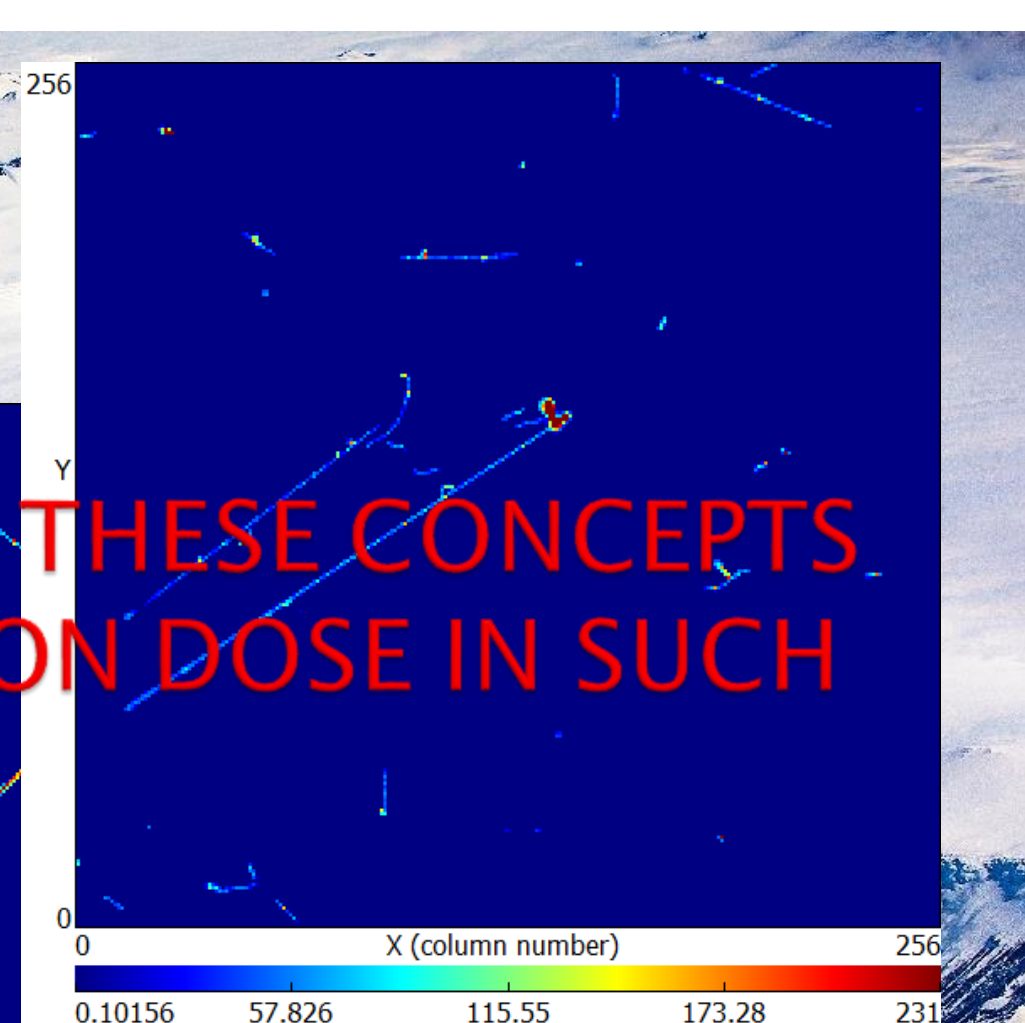 256
Y
THESE CONCEPTS
ON DOSE IN SUCH
0
0 X (column number) 256
0.10156 57.826 115.55 173.28 231